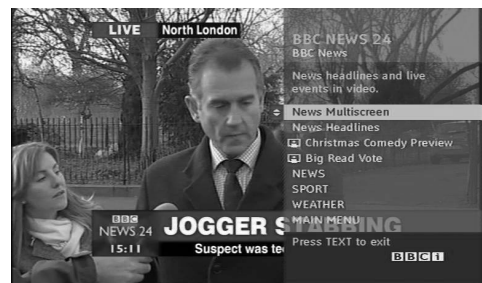 LIVE North London
BBC NEWS 24
BBC News
News headlines and live
events in video.
News Multiscreen
News Headlines
Christmas Comedy Preview
Big Read Vote
NEWS
SPORT
WEATHER
MAIN MENU
Press TEXT to exit
BBC 1
BBC
NEWS 24
15:11
JOGGER STABBING
Suspect was